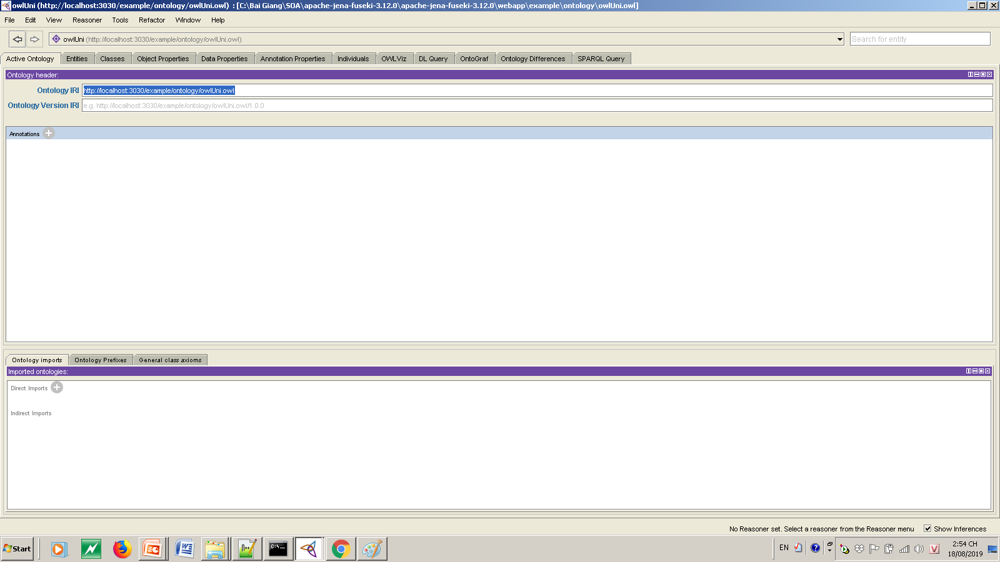 owlUni (http://localhost:3030/example/ontology/owlUni.owl) : [C:\Bai Giang\SOA\apache-jena-fuseki-3.12.0\apache-jena-fuseki-3.12.0\webapp\example\ontology\owlUni.owl]
File Edit View Reasoner Tools Refactor Window Help
owlUni (http://localhost:3030/example/ontology/owlUni.owl) Search for entity
Active Ontology Entities Classes Object Properties Data Properties Annotation Properties Individuals OWLViz DL Query OntoGraf Ontology Differences SPARQL Query
Ontology header:
Ontology IRI http://localhost:3030/example/ontology/owlUni.owl
Ontology Version IRI e.g. http://localhost:3030/example/ontology/owlUni.owl/1.0.0
Annotations
Ontology imports Ontology Prefixes General class axioms
Imported ontologies:
Direct Imports
Indirect Imports
No Reasoner set. Select a reasoner from the Reasoner menu Show Inferences
Start EN 2:54 CH
18/08/2019